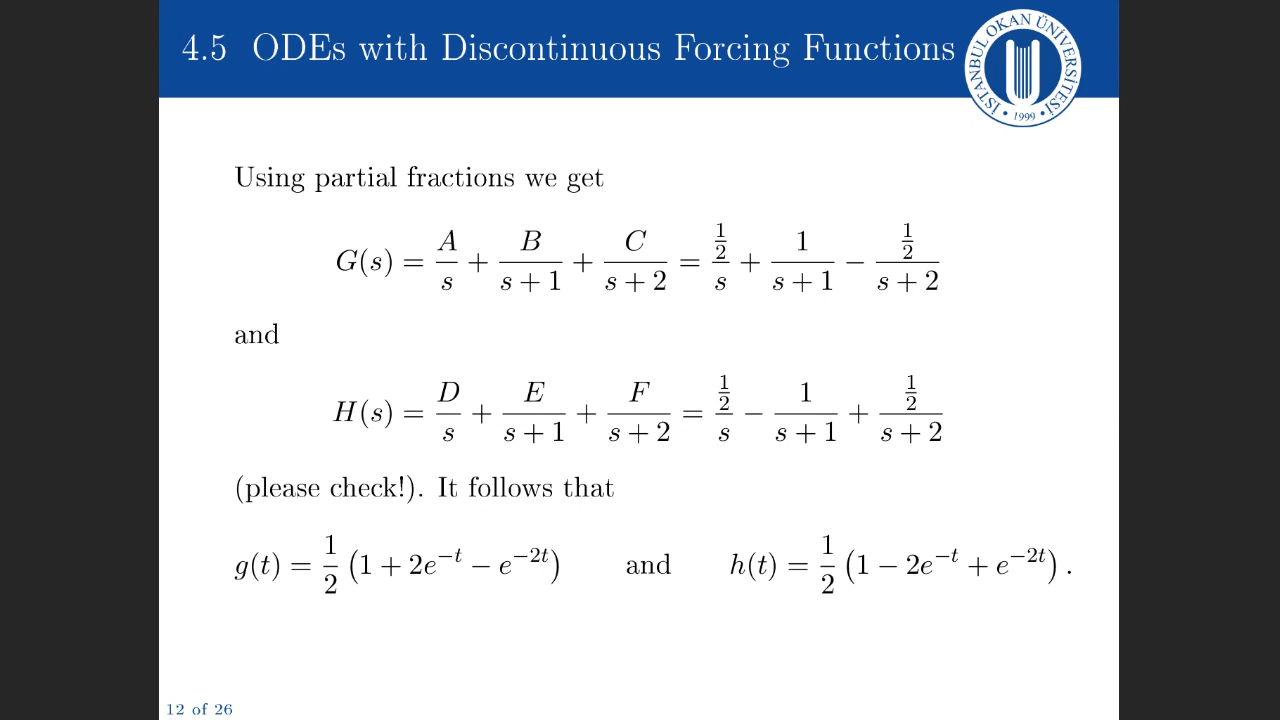 4.5 ODEs with Discontinuous Forcing Functions
İSTANBUL OKAN ÜNİVERSİTESİ
• 1999 •
Using partial fractions we get
G(s) = A/s + B/(s + 1) + C/(s + 2) = (1/2)/s + 1/(s + 1) − (1/2)/(s + 2)
and
H(s) = D/s + E/(s + 1) + F/(s + 2) = (1/2)/s − 1/(s + 1) + (1/2)/(s + 2)
(please check!). It follows that
g(t) = 1/2 (1 + 2e^{−t} − e^{−2t}) and h(t) = 1/2 (1 − 2e^{−t} + e^{−2t}).
12 of 26